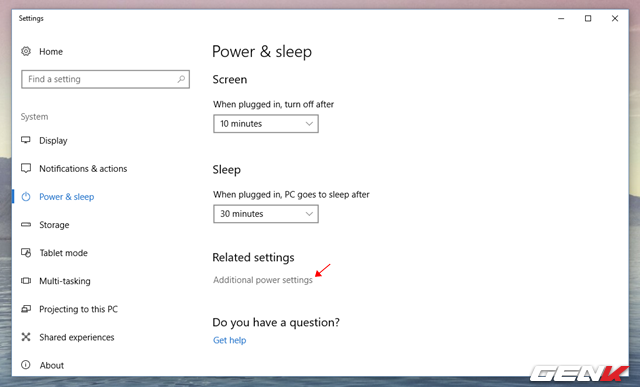 Settings
Home
Find a setting
System
Display
Notifications & actions
Power & sleep
Storage
Tablet mode
Multi-tasking
Projecting to this PC
Shared experiences
About
Power & sleep
Screen
When plugged in, turn off after
10 minutes
Sleep
When plugged in, PC goes to sleep after
30 minutes
Related settings
Additional power settings
Do you have a question?
Get help
GENK